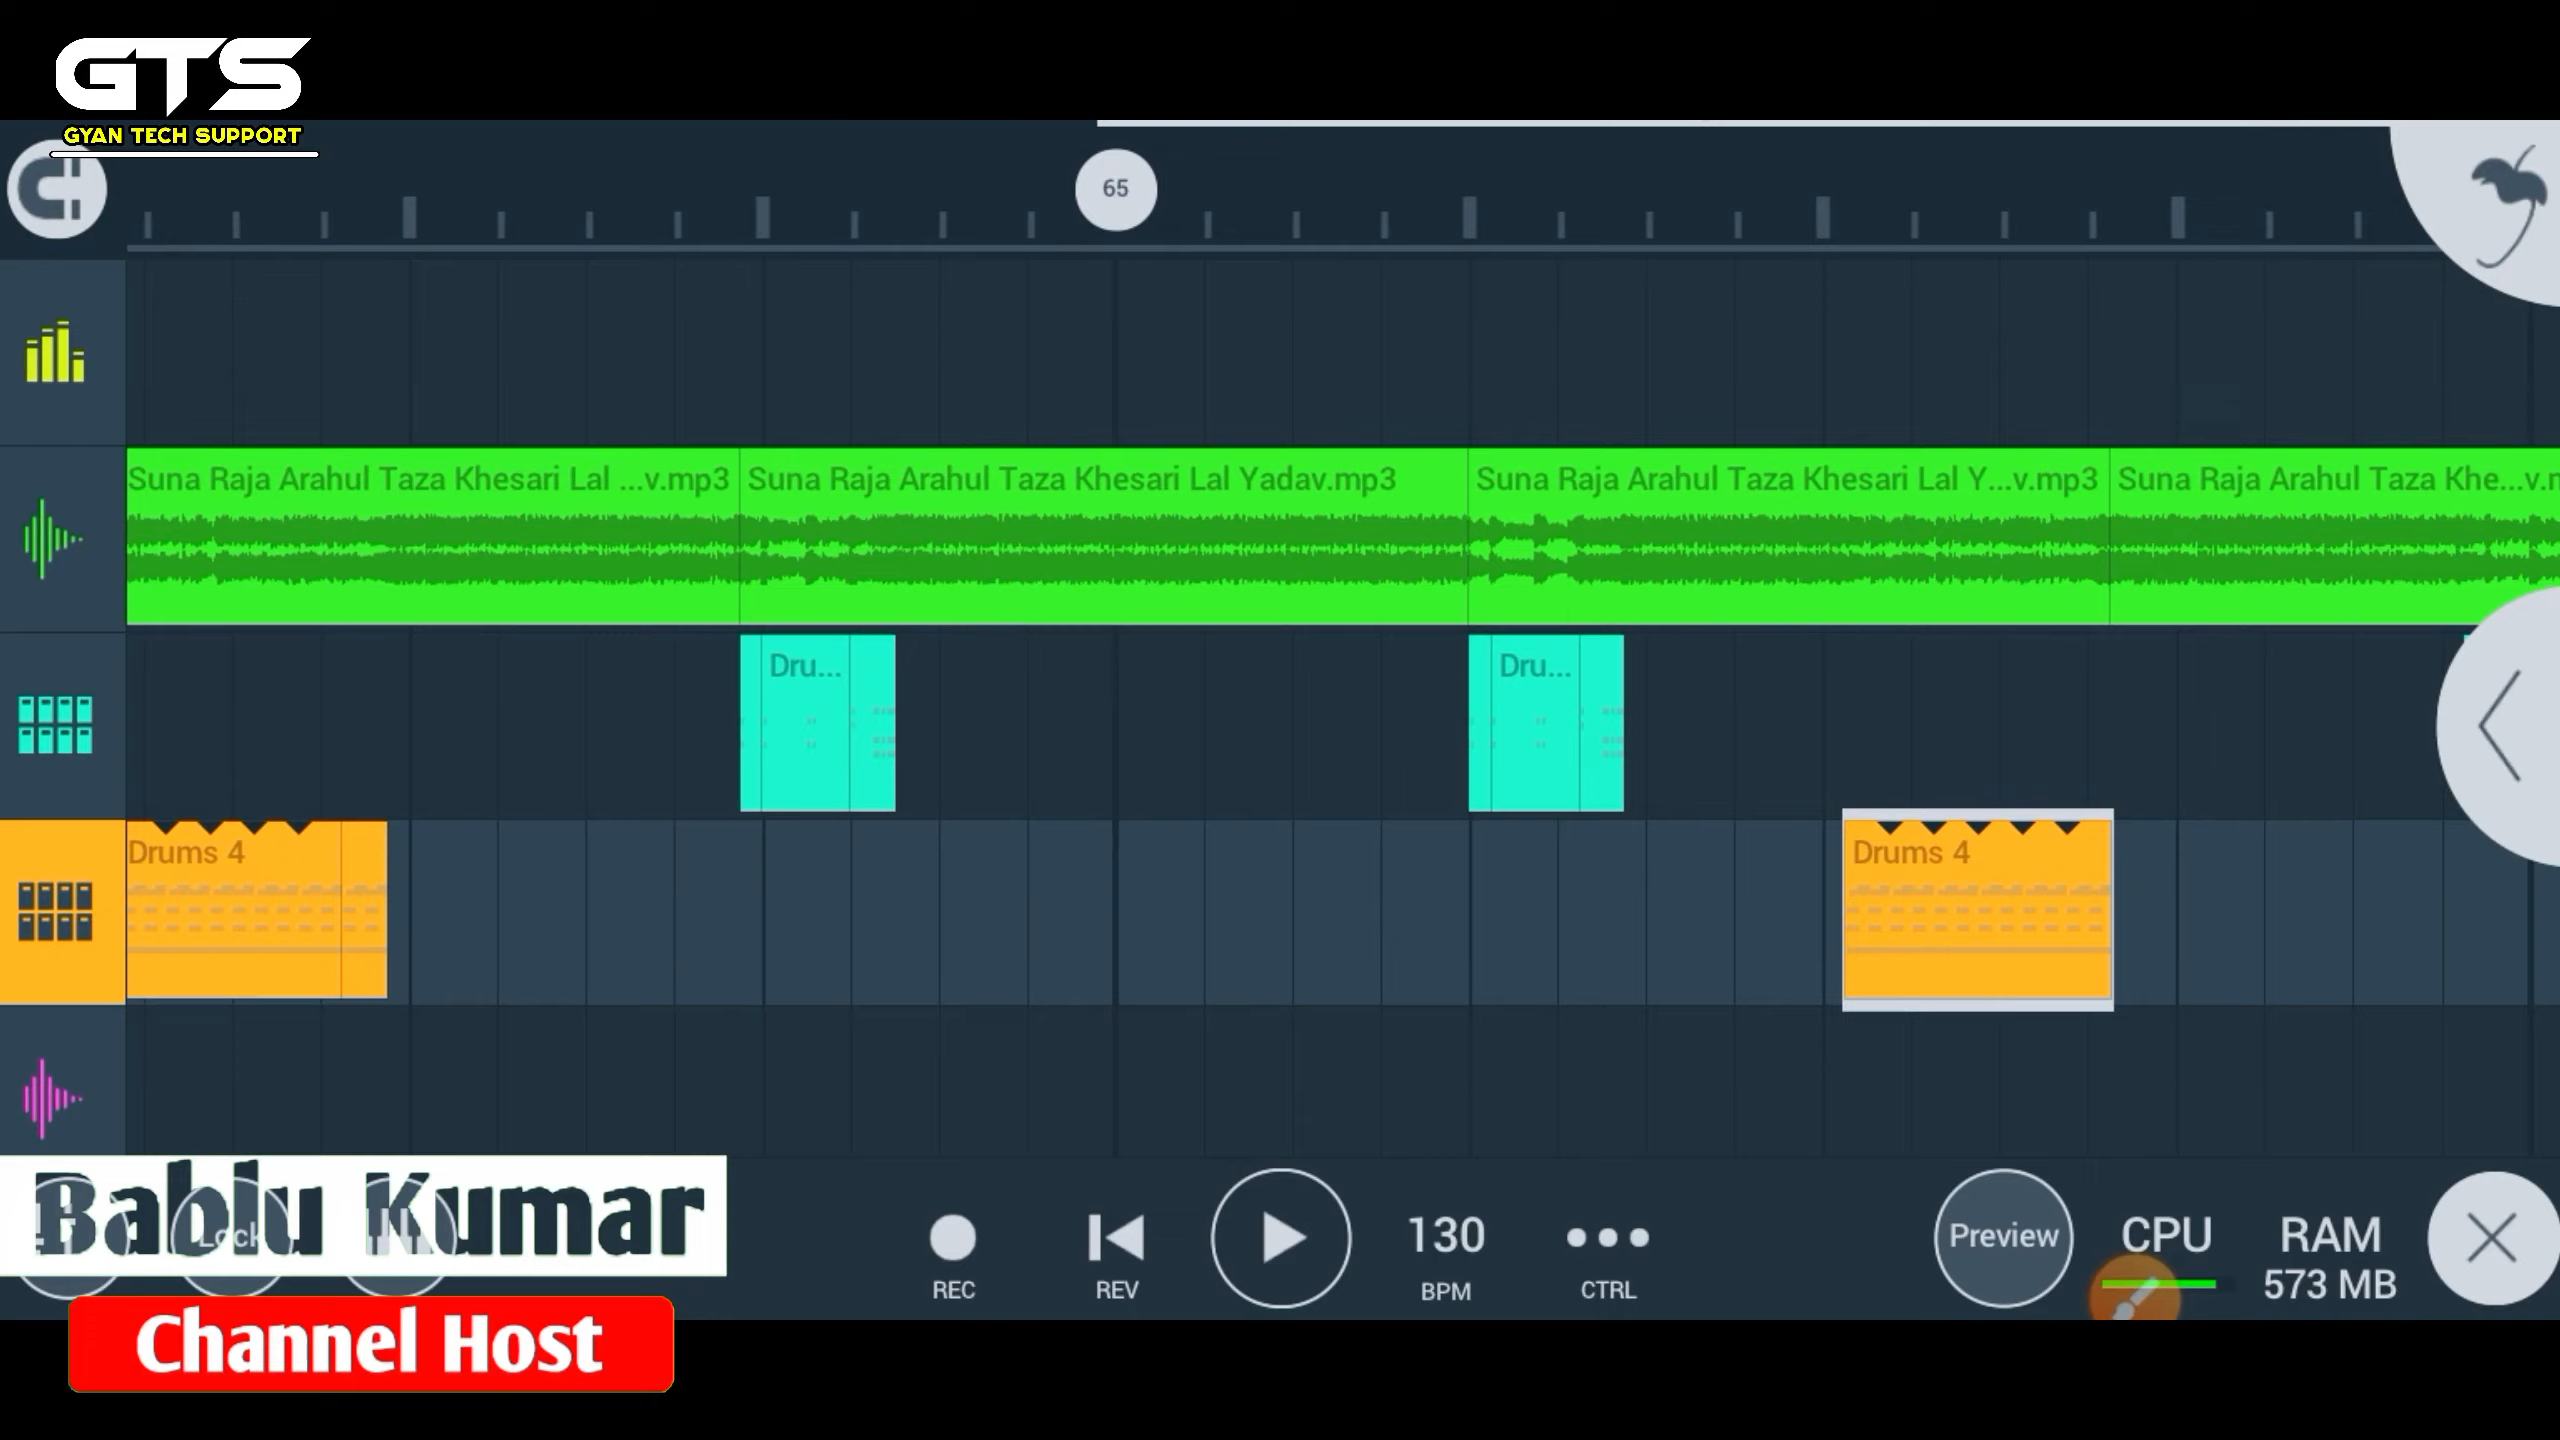 GTS
GYAN TECH SUPPORT
65
Suna Raja Arahul Taza Khesari Lal ...v.mp3
Suna Raja Arahul Taza Khesari Lal Yadav.mp3
Suna Raja Arahul Taza Khesari Lal Y...v.mp3
Suna Raja Arahul Taza Khe...v.m
Dru...
Dru...
Drums 4
Drums 4
Bablu Kumar
Lock
Channel Host
REC
REV
130
BPM
CTRL
Preview
CPU
RAM
573 MB